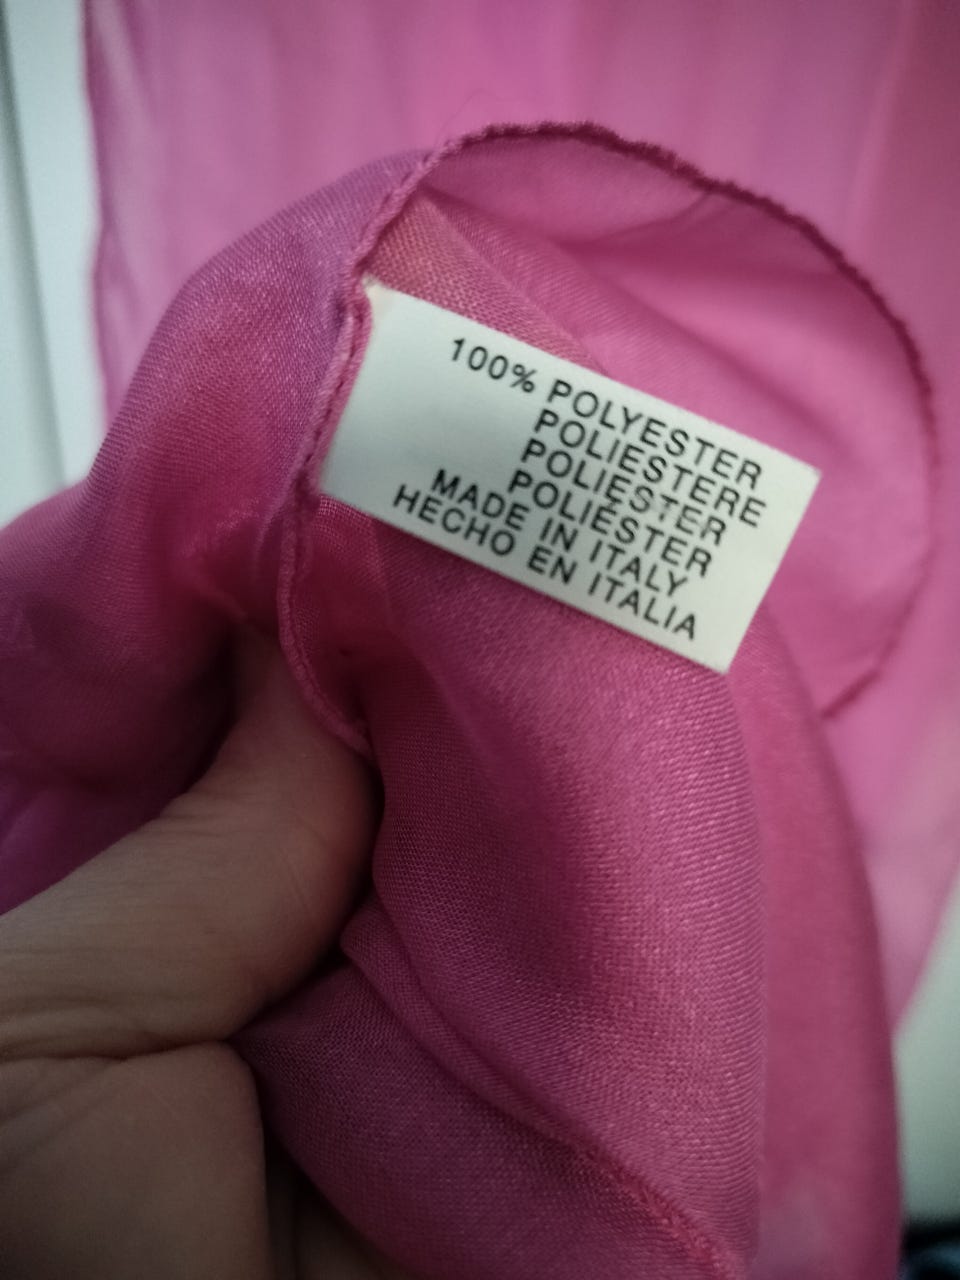 100% POLYESTER
POLIESTERE
POLIESTER
POLIÉSTER
MADE IN ITALY
HECHO EN ITALIA